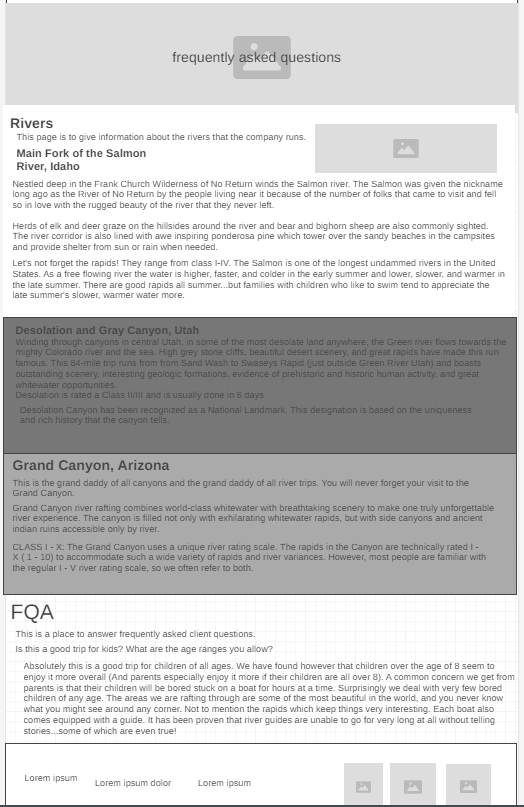 frequently asked questions
Rivers
This page is to give information about the rivers that the company runs.
Main Fork of the Salmon
River, Idaho
Nestled deep in the Frank Church Wilderness of No Return winds the Salmon river. The Salmon was given the nickname
long ago as the River of No Return by the people living near it because of the number of folks that came to visit and fell
so in love with the rugged beauty of the river that they never left.
Herds of elk and deer graze on the hillsides around the river and bear and bighorn sheep are also commonly sighted.
The river corridor is also lined with awe inspiring ponderosa pine which tower over the sandy beaches in the campsites
and provide shelter from sun or rain when needed.
Let's not forget the rapids! They range from class I-IV. The Salmon is one of the longest undammed rivers in the United
States. As a free flowing river the water is higher, faster, and colder in the early summer and lower, slower, and warmer in
the late summer. There are good rapids all summer...but families with children who like to swim tend to appreciate the
late summer's slower, warmer water more.
Desolation and Gray Canyon, Utah
Winding through canyons in central Utah, in some of the most desolate land anywhere, the Green river flows towards the
mighty Colorado river and the sea. High grey stone cliffs, beautiful desert scenery, and great rapids have made this run
famous. This 84-mile trip runs from from Sand Wash to Swaseys Rapid (just outside Green River Utah) and boasts
outstanding scenery, interesting geologic formations, evidence of prehistoric and historic human activity, and great
whitewater opportunities.
Desolation is rated a Class II/III and is usually done in 6 days
Desolation Canyon has been recognized as a National Landmark. This designation is based on the uniqueness
and rich history that the canyon tells.
Grand Canyon, Arizona
This is the grand daddy of all canyons and the grand daddy of all river trips. You will never forget your visit to the
Grand Canyon.
Grand Canyon river rafting combines world-class whitewater with breathtaking scenery to make one truly unforgettable
river experience. The canyon is filled not only with exhilarating whitewater rapids, but with side canyons and ancient
indian ruins accessible only by river.
CLASS I - X: The Grand Canyon uses a unique river rating scale. The rapids in the Canyon are technically rated I -
X ( 1 - 10) to accommodate such a wide variety of rapids and river variances. However, most people are familiar with
the regular I - V river rating scale, so we often refer to both.
FQA
This is a place to answer frequently asked client questions.
Is this a good trip for kids? What are the age ranges you allow?
Absolutely this is a good trip for children of all ages. We have found however that children over the age of 8 seem to
enjoy it more overall (And parents especially enjoy it more if their children are all over 8). A common concern we get from
parents is that their children will be bored stuck on a boat for hours at a time. Surprisingly we deal with very few bored
children of any age. The areas we are rafting through are some of the most beautiful in the world, and you never know
what you might see around any corner. Not to mention the rapids which keep things very interesting. Each boat also
comes equipped with a guide. It has been proven that river guides are unable to go for very long at all without telling
stories...some of which are even true!
Lorem ipsum
Lorem ipsum dolor
Lorem ipsum